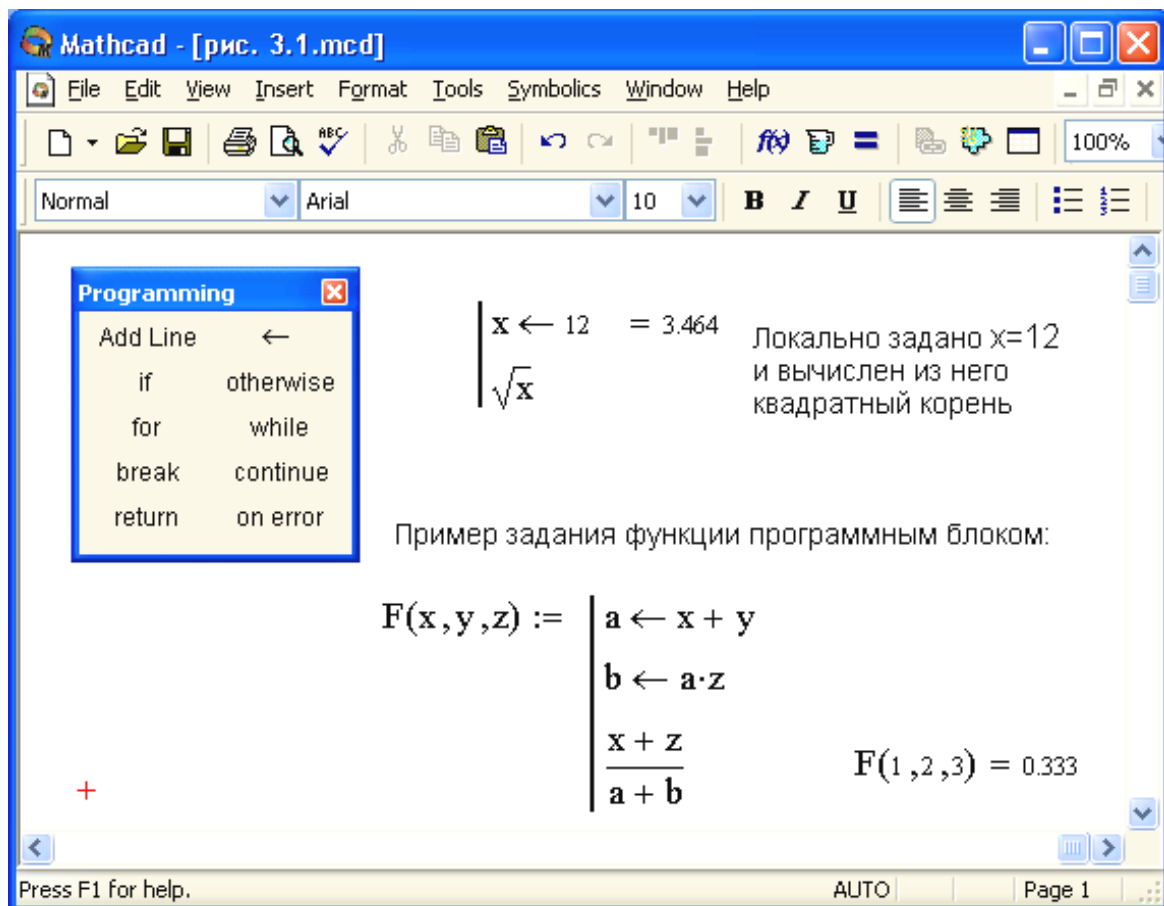 Mathcad - [рис. 3.1.mcd]
File Edit View Insert Format Tools Symbolics Window Help
ABC f(x) = 100%
Normal Arial 10 B I U
Programming
Add Line ←
if otherwise
for while
break continue
return on error
x ← 12 = 3.464
√x
Локально задано x=12
и вычислен из него
квадратный корень
Пример задания функции программным блоком:
F(x,y,z) := a ← x + y
b ← a·z
x + z
a + b
F(1,2,3) = 0.333
Press F1 for help. AUTO Page 1